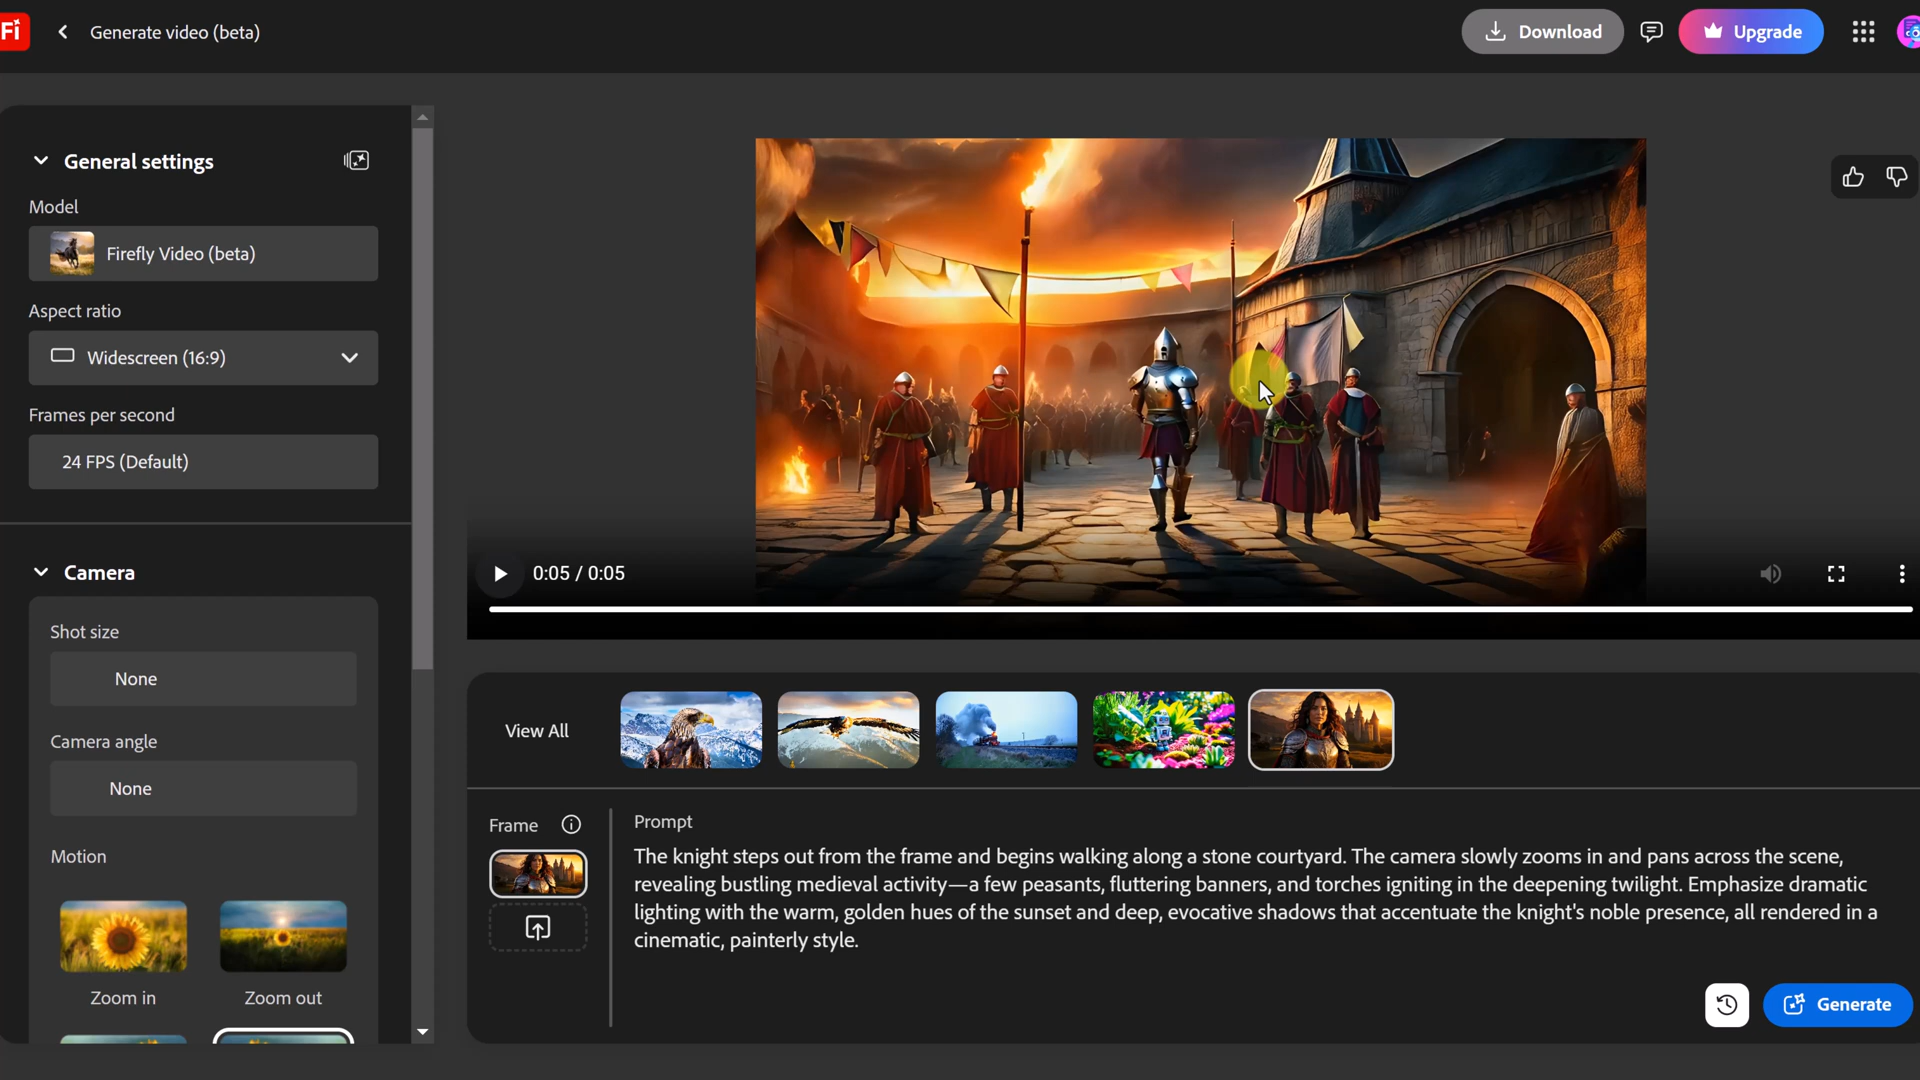 Fi
Generate video (beta)
Download
Upgrade
General settings
Model
Firefly Video (beta)
Aspect ratio
Widescreen (16:9)
Frames per second
24 FPS (Default)
Camera
Shot size
None
Camera angle
None
Motion
Zoom in
Zoom out
0:05 / 0:05
View All
Frame
Prompt
The knight steps out from the frame and begins walking along a stone courtyard. The camera slowly zooms in and pans across the scene,
revealing bustling medieval activity—a few peasants, fluttering banners, and torches igniting in the deepening twilight. Emphasize dramatic
lighting with the warm, golden hues of the sunset and deep, evocative shadows that accentuate the knight's noble presence, all rendered in a
cinematic, painterly style.
Generate